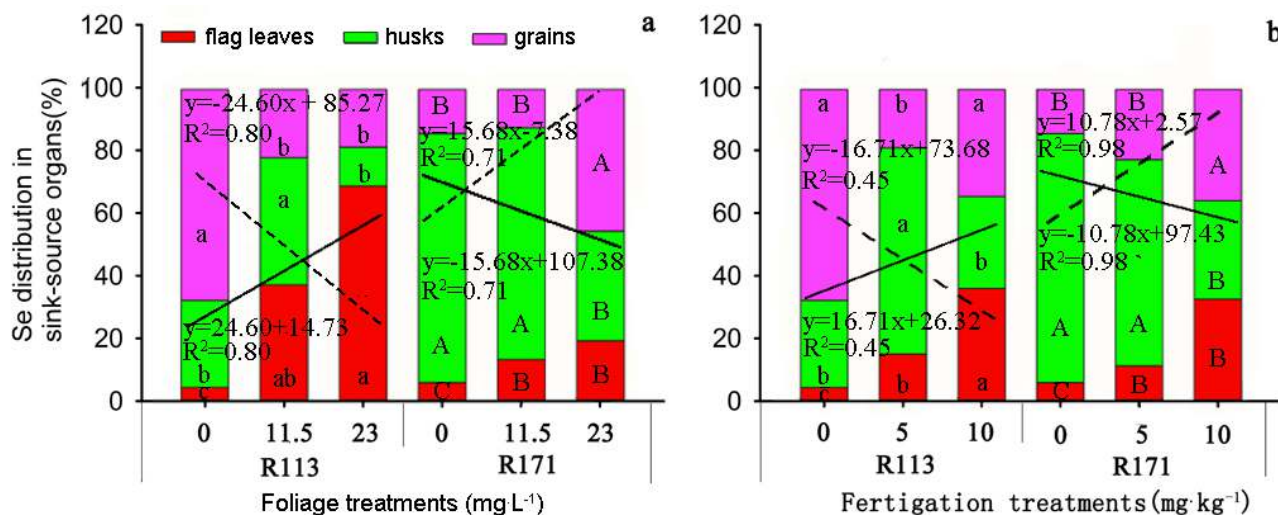 a
flag leaves husks grains
Se distribution in
sink-source organs(%)
120
100
80
60
40
20
0
y=-24.60x + 85.27
R²=0.80
y=24.60+14.73
R²=0.80
a
b
c
b
a
ab
b
b
a
y=15.68x-7.38
R²=0.71
y=-15.68x+107.38
R²=0.71
B
A
C
B
A
B
A
B
B
0 11.5 23 0 11.5 23
R113 R171
Foliage treatments (mg·L⁻¹)
b
120
100
80
60
40
20
0
y=-16.71x+73.68
R²=0.45
y=16.71x+26.32
R²=0.45
a
b
c
b
a
b
a
b
a
y=10.78x+2.57
R²=0.98
y=-10.78x+97.43
R²=0.98
B
A
C
B
A
B
A
B
B
0 5 10 0 5 10
R113 R171
Fertigation treatments(mg·kg⁻¹)